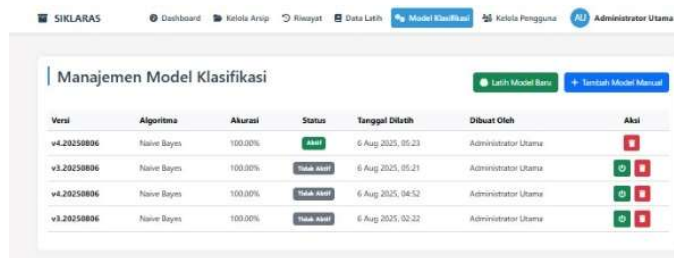 SIKLARAS Dashboard Kelola Arsip Riwayat Data Latih Model Klasifikasi Kelola Pengguna AU Administrator Utama
Manajemen Model Klasifikasi
Latih Model Baru + Tambah Model Manual
Versi Algoritma Akurasi Status Tanggal Dilatih Dibuat Oleh Aksi
v4.20250806 Naive Bayes 100.00% Aktif 6 Aug 2025, 05:23 Administrator Utama
v3.20250806 Naive Bayes 100.00% Tidak Aktif 6 Aug 2025, 05:21 Administrator Utama
v4.20250806 Naive Bayes 100.00% Tidak Aktif 6 Aug 2025, 04:52 Administrator Utama
v3.20250806 Naive Bayes 100.00% Tidak Aktif 6 Aug 2025, 02:22 Administrator Utama